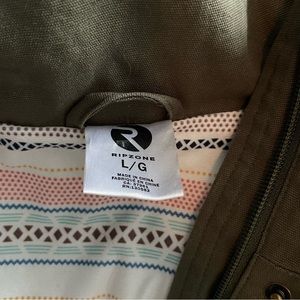 R
RIPZONE
L/G
MADE IN CHINA
FABRIQUÉ EN CHINE